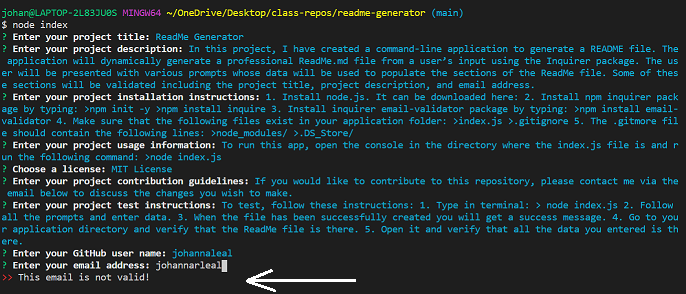 johan@LAPTOP-2L83JU0S MINGW64 ~/OneDrive/Desktop/class-repos/readme-generator (main)
$ node index
? Enter your project title: ReadMe Generator
? Enter your project description: In this project, I have created a command-line application to generate a README file. The
 application will dynamically generate a professional ReadMe.md file from a user's input using the Inquirer package. The us
er will be presented with various prompts whose data will be used to populate the sections of the ReadMe file. Some of thes
e sections will be validated including the project title, project description, and email address.
? Enter your project installation instructions: 1. Install node.js. It can be downloaded here: 2. Install npm inquirer pack
age by typing: >npm init -y >npm install inquire 3. Install inquirer email-validator package by typing: >npm install email-
validator 4. Make sure that the following files exist in your application folder: >index.js >.gitignore 5. The .gitmore fil
e should contain the following lines: >node_modules/ >.DS_Store/
? Enter your project usage information: To run this app, open the console in the directory where the index.js file is and r
un the following command: >node index.js
? Choose a license: MIT License
? Enter your project contribution guidelines: If you would like to contribute to this repository, please contact me via the
 email below to discuss the changes you wish to make.
? Enter your project test instructions: To test, follow these instructions: 1. Type in terminal: > node index.js 2. Follow
all the prompts and enter data. 3. When the file has been successfully created you will get a success message. 4. Go to you
r application directory and verify that the ReadMe file is there. 5. Open it and verify that all the data you entered is th
ere.
? Enter your GitHub user name: johannaleal
? Enter your email address: johannarleal
>> This email is not valid!